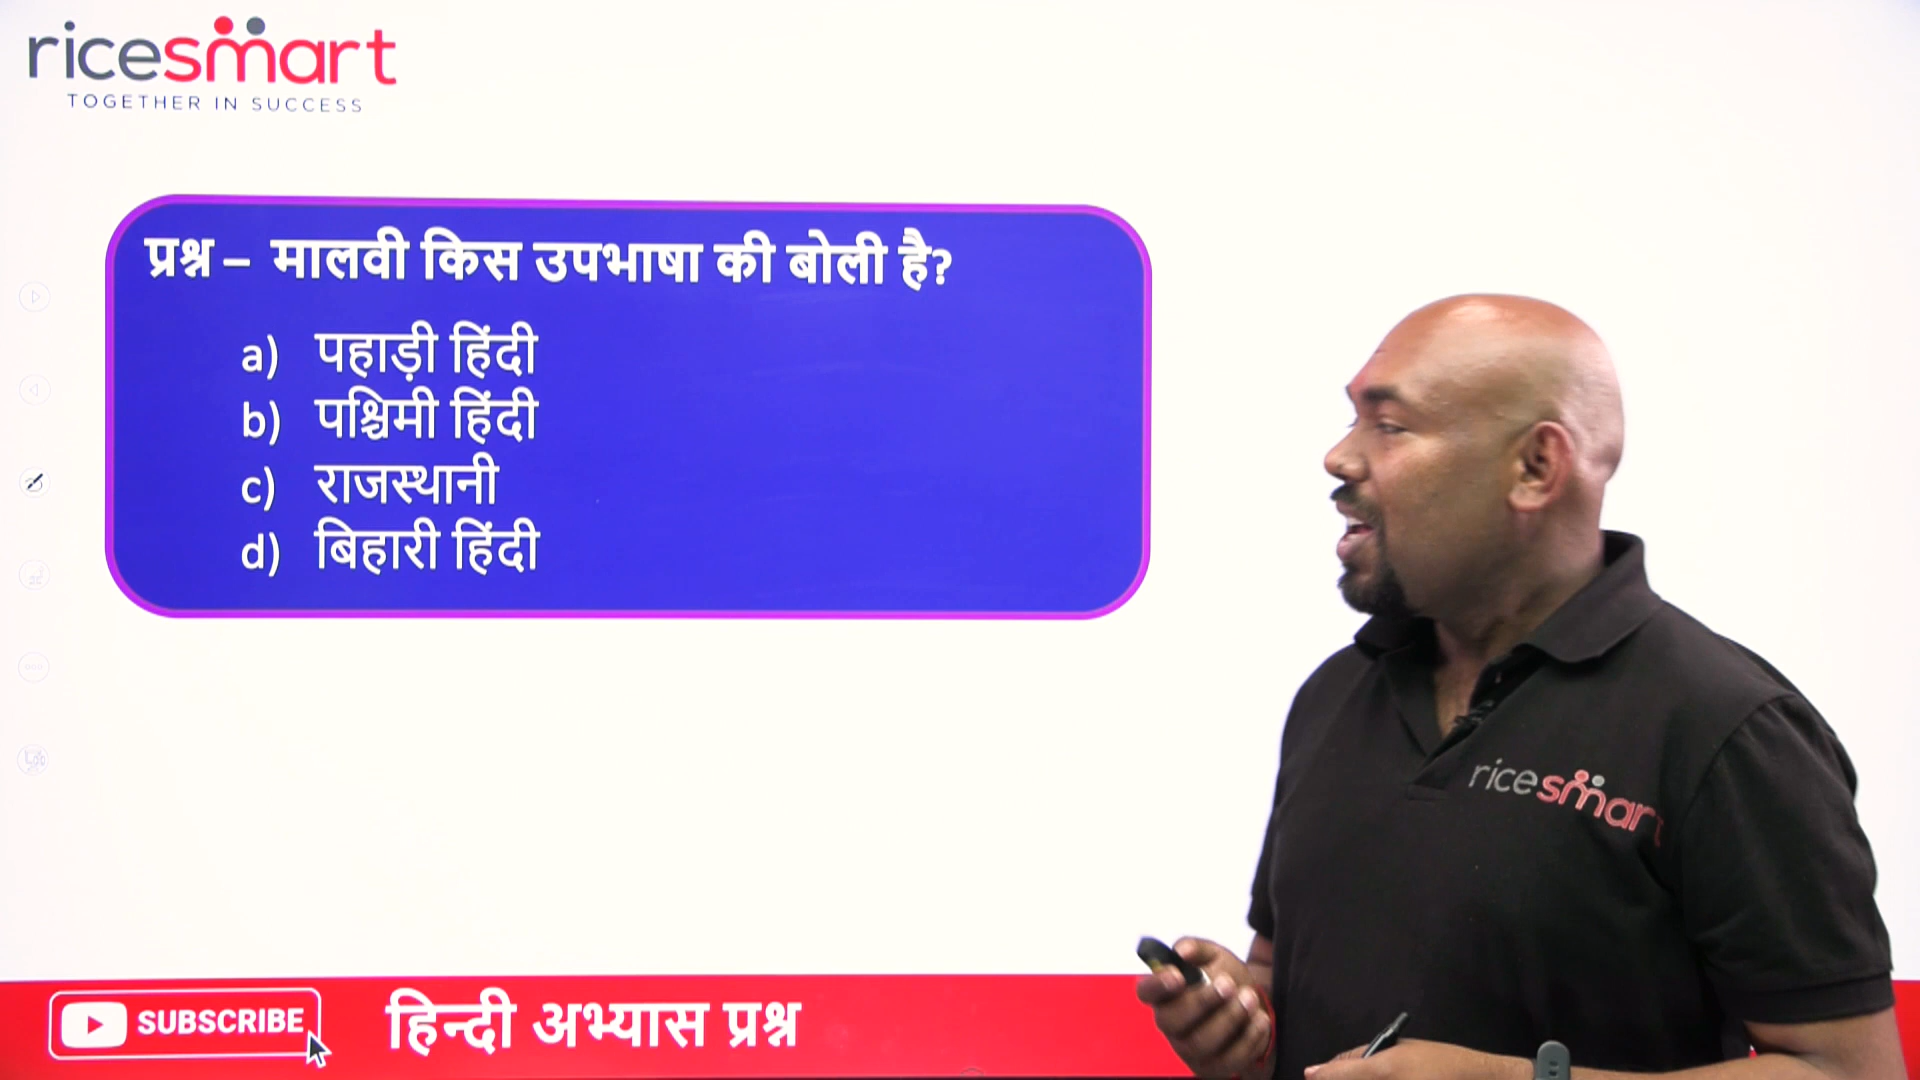 ricesmart
TOGETHER IN SUCCESS
प्रश्न – मालवी किस उपभाषा की बोली है?
a) पहाड़ी हिंदी
b) पश्चिमी हिंदी
c) राजस्थानी
d) बिहारी हिंदी
ricesmart
SUBSCRIBE
हिन्दी अभ्यास प्रश्न